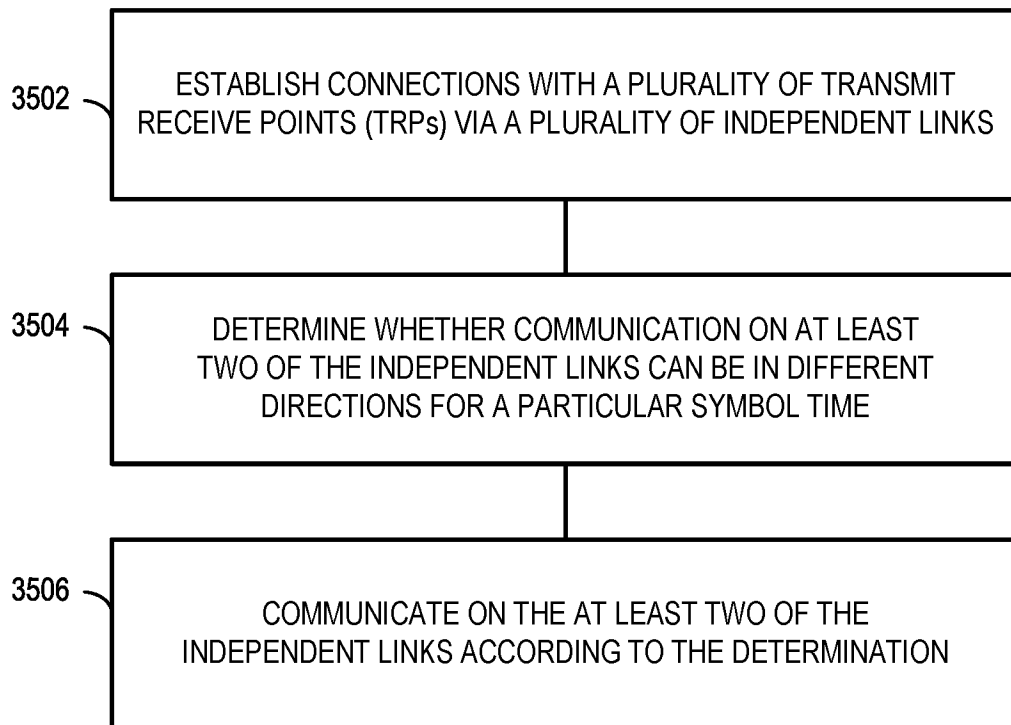 3502
ESTABLISH CONNECTIONS WITH A PLURALITY OF TRANSMIT
RECEIVE POINTS (TRPs) VIA A PLURALITY OF INDEPENDENT LINKS
3504
DETERMINE WHETHER COMMUNICATION ON AT LEAST
TWO OF THE INDEPENDENT LINKS CAN BE IN DIFFERENT
DIRECTIONS FOR A PARTICULAR SYMBOL TIME
3506
COMMUNICATE ON THE AT LEAST TWO OF THE
INDEPENDENT LINKS ACCORDING TO THE DETERMINATION